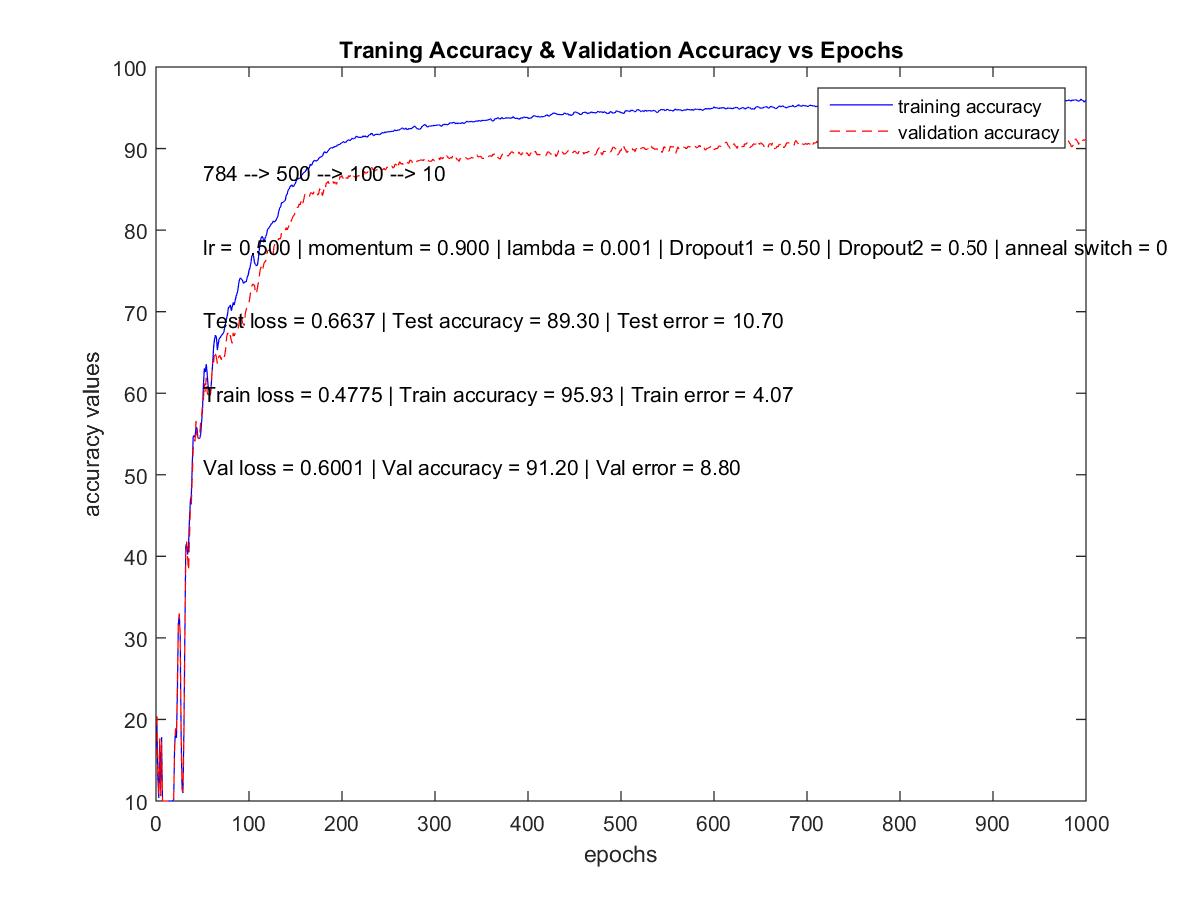 Traning Accuracy & Validation Accuracy vs Epochs
100
90
80
70
60
50
40
30
20
10
accuracy values
training accuracy
validation accuracy
784 --> 500 --> 100 --> 10
lr = 0.500 | momentum = 0.900 | lambda = 0.001 | Dropout1 = 0.50 | Dropout2 = 0.50 | anneal switch = 0
Test loss = 0.6637 | Test accuracy = 89.30 | Test error = 10.70
Train loss = 0.4775 | Train accuracy = 95.93 | Train error = 4.07
Val loss = 0.6001 | Val accuracy = 91.20 | Val error = 8.80
0 100 200 300 400 500 600 700 800 900 1000
epochs